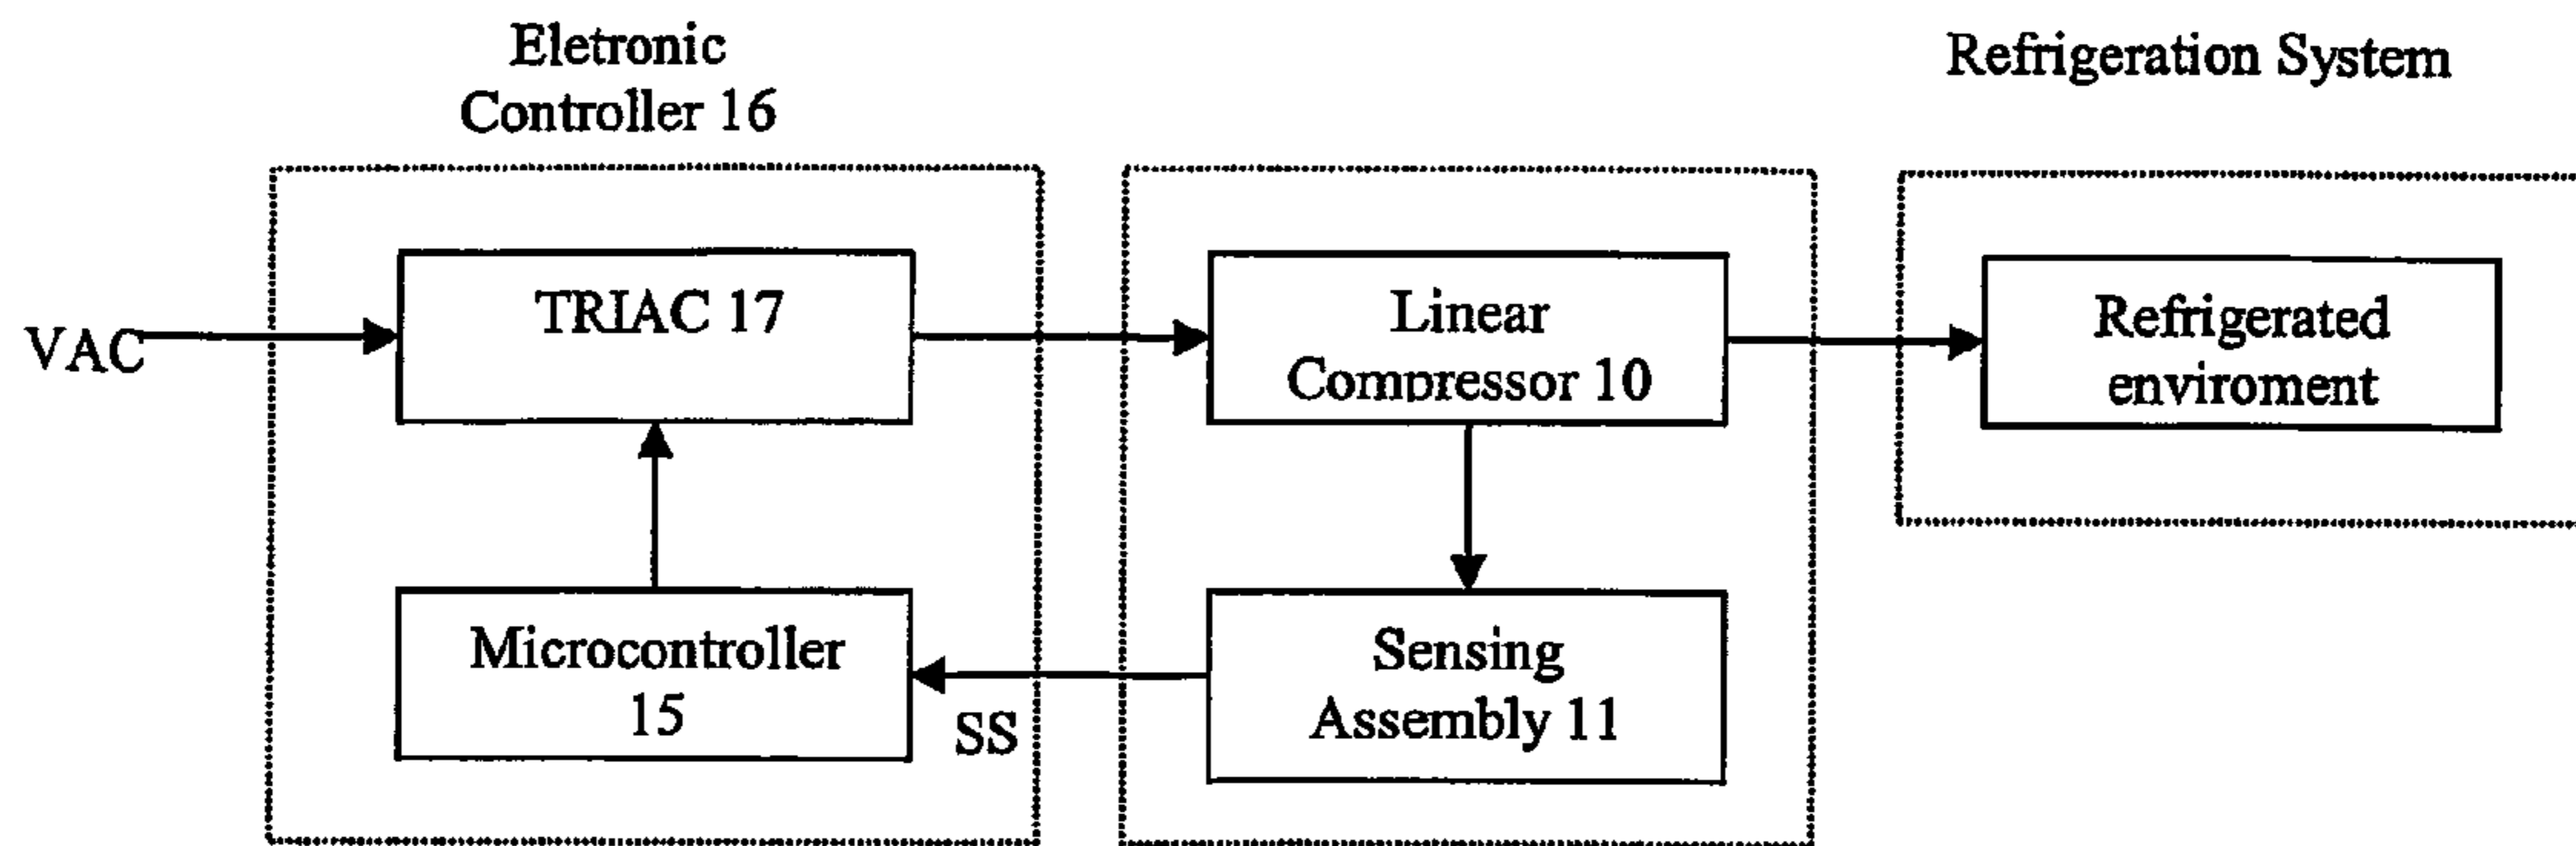 Eletronic
Controller 16
Refrigeration System
VAC
TRIAC 17
Linear
Compressor 10
Refrigerated
enviroment
Microcontroller
15
SS
Sensing
Assembly 11